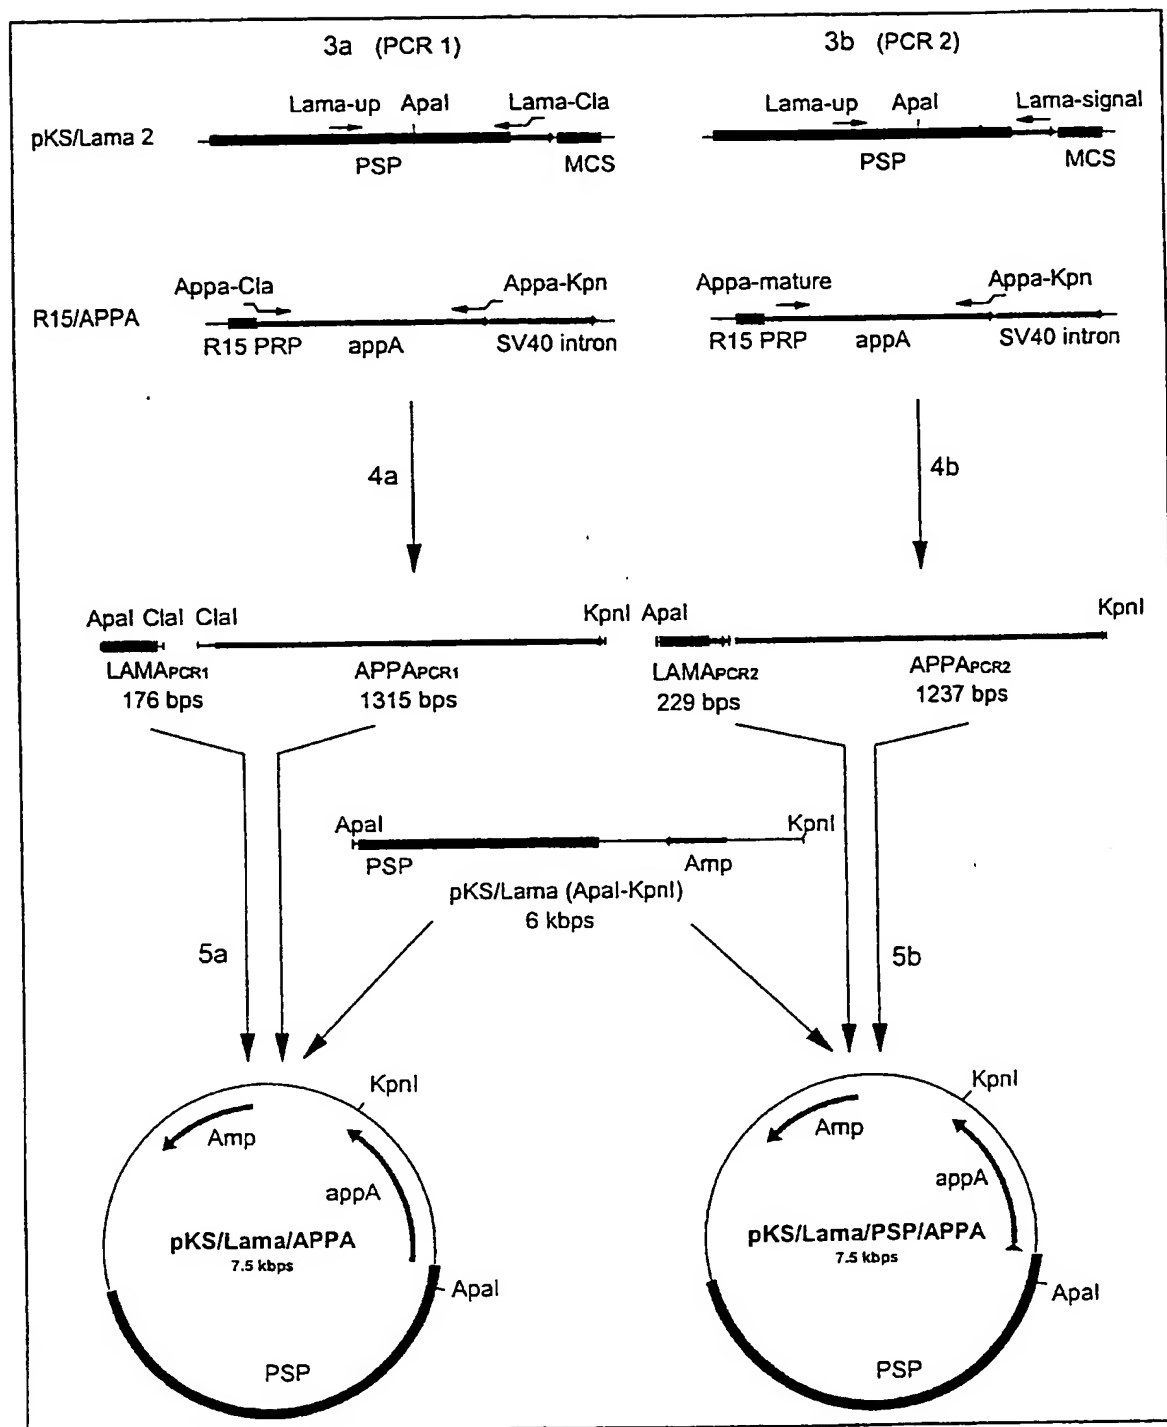 3a (PCR 1)
3b (PCR 2)
Lama-up ApaI Lama-Cla
pKS/Lama 2
PSP
MCS
Lama-up ApaI Lama-signal
PSP
MCS
Appa-Cla
Appa-Kpn
R15/APPA
R15 PRP appA SV40 intron
Appa-mature
Appa-Kpn
R15 PRP appA SV40 intron
4a
4b
ApaI ClaI ClaI KpnI
LAMAPCR1
176 bps
APPAPCR1
1315 bps
ApaI KpnI
LAMAPCR2
229 bps
APPAPCR2
1237 bps
ApaI
KpnI
PSP
Amp
pKS/Lama (ApaI-KpnI)
6 kbps
5a
5b
KpnI
Amp
appA
pKS/Lama/APPA
7.5 kbps
ApaI
PSP
KpnI
Amp
appA
pKS/Lama/PSP/APPA
7.5 kbps
ApaI
PSP